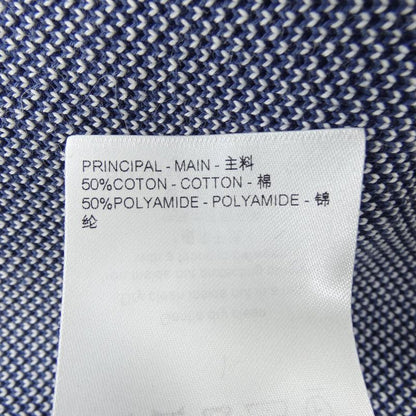 PRINCIPAL - MAIN - 主料
50%COTON - COTTON - 棉
50%POLYAMIDE - POLYAMIDE - 锦
纶